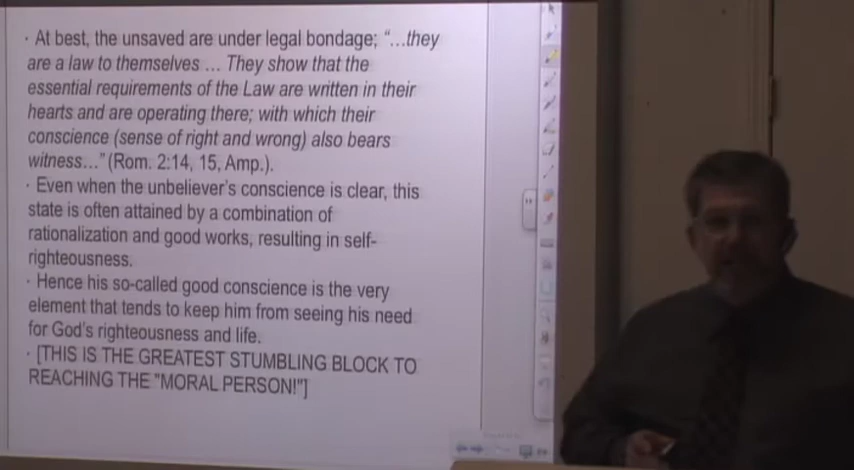 · At best, the unsaved are under legal bondage; "…they
are a law to themselves … They show that the
essential requirements of the Law are written in their
hearts and are operating there; with which their
conscience (sense of right and wrong) also bears
witness…" (Rom. 2:14, 15, Amp.).
· Even when the unbeliever's conscience is clear, this
state is often attained by a combination of
rationalization and good works, resulting in self-
righteousness.
· Hence his so-called good conscience is the very
element that tends to keep him from seeing his need
for God's righteousness and life.
· [THIS IS THE GREATEST STUMBLING BLOCK TO
REACHING THE "MORAL PERSON!"]